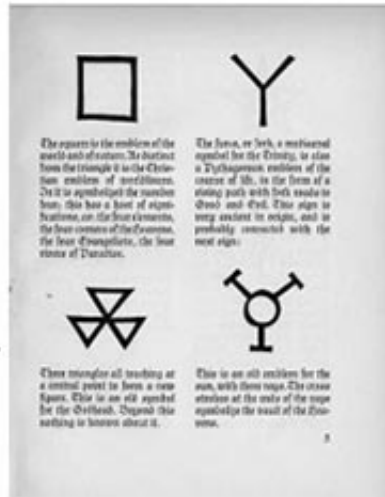 The square is the emblem of the
world and of nature. As distinct
from the triangle it is the Chris-
tian emblem of worldliness.
In it is symbolized the number
four; this has a host of signi-
fications, as: the four elements,
the four corners of the heavens,
the four Evangelists, the four
rivers of Paradise.
The furca, or fork, a mediaeval
symbol for the Trinity, is also
a Pythagorean emblem of the
course of life, in the form of a
rising path with fork roads to
Good and Evil. This sign is
very ancient in origin, and is
probably connected with the
next sign:
Three triangles all touching at
a central point to form a new
figure. This is an old symbol
for the Godhead. Beyond this
nothing is known about it.
This is an old emblem for the
sun, with three rays. The cross
strokes at the ends of the rays
symbolize the vault of the hea-
vens.